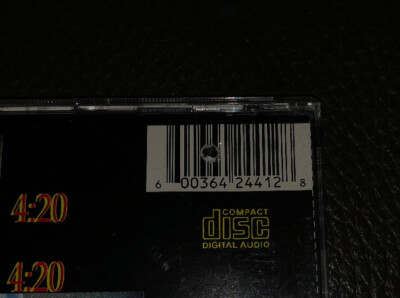 6 00364 24412 8
4:20
COMPACT
disc
DIGITAL AUDIO
4:20